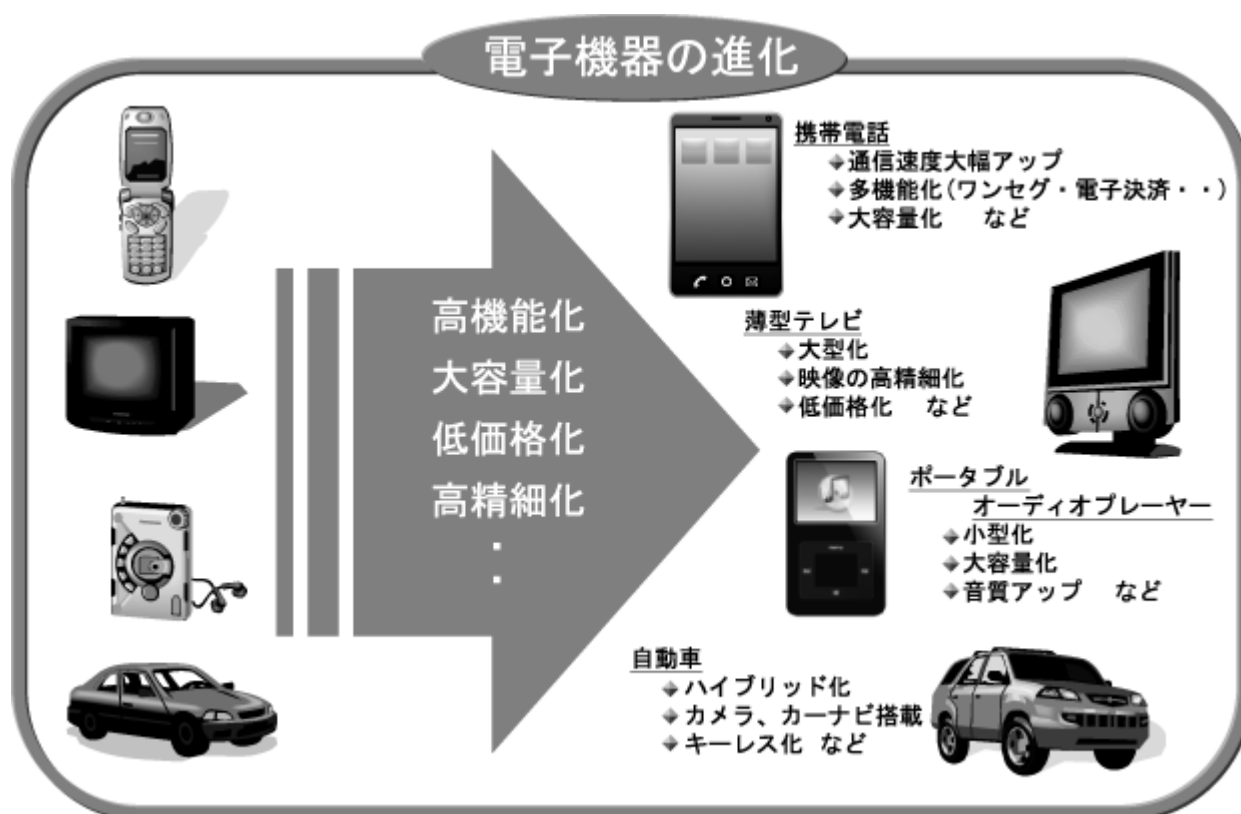 電子機器の進化
高機能化
大容量化
低価格化
高精細化
・
・
携帯電話
通信速度大幅アップ
多機能化(ワンセグ・電子決済・・)
大容量化 など
薄型テレビ
大型化
映像の高精細化
低価格化 など
ポータブル
オーディオプレーヤー
小型化
大容量化
音質アップ など
自動車
ハイブリッド化
カメラ、カーナビ搭載
キーレス化 など